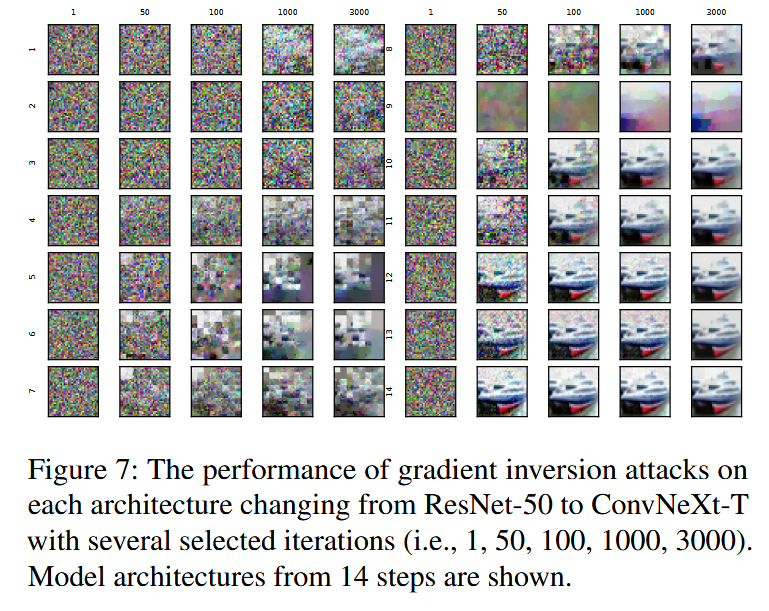 1 50 100 1000 3000 1 50 100 1000 3000
1 8
2 9
3 10
4 11
5 12
6 13
7 14
Figure 7: The performance of gradient inversion attacks on
each architecture changing from ResNet-50 to ConvNeXt-T
with several selected iterations (i.e., 1, 50, 100, 1000, 3000).
Model architectures from 14 steps are shown.